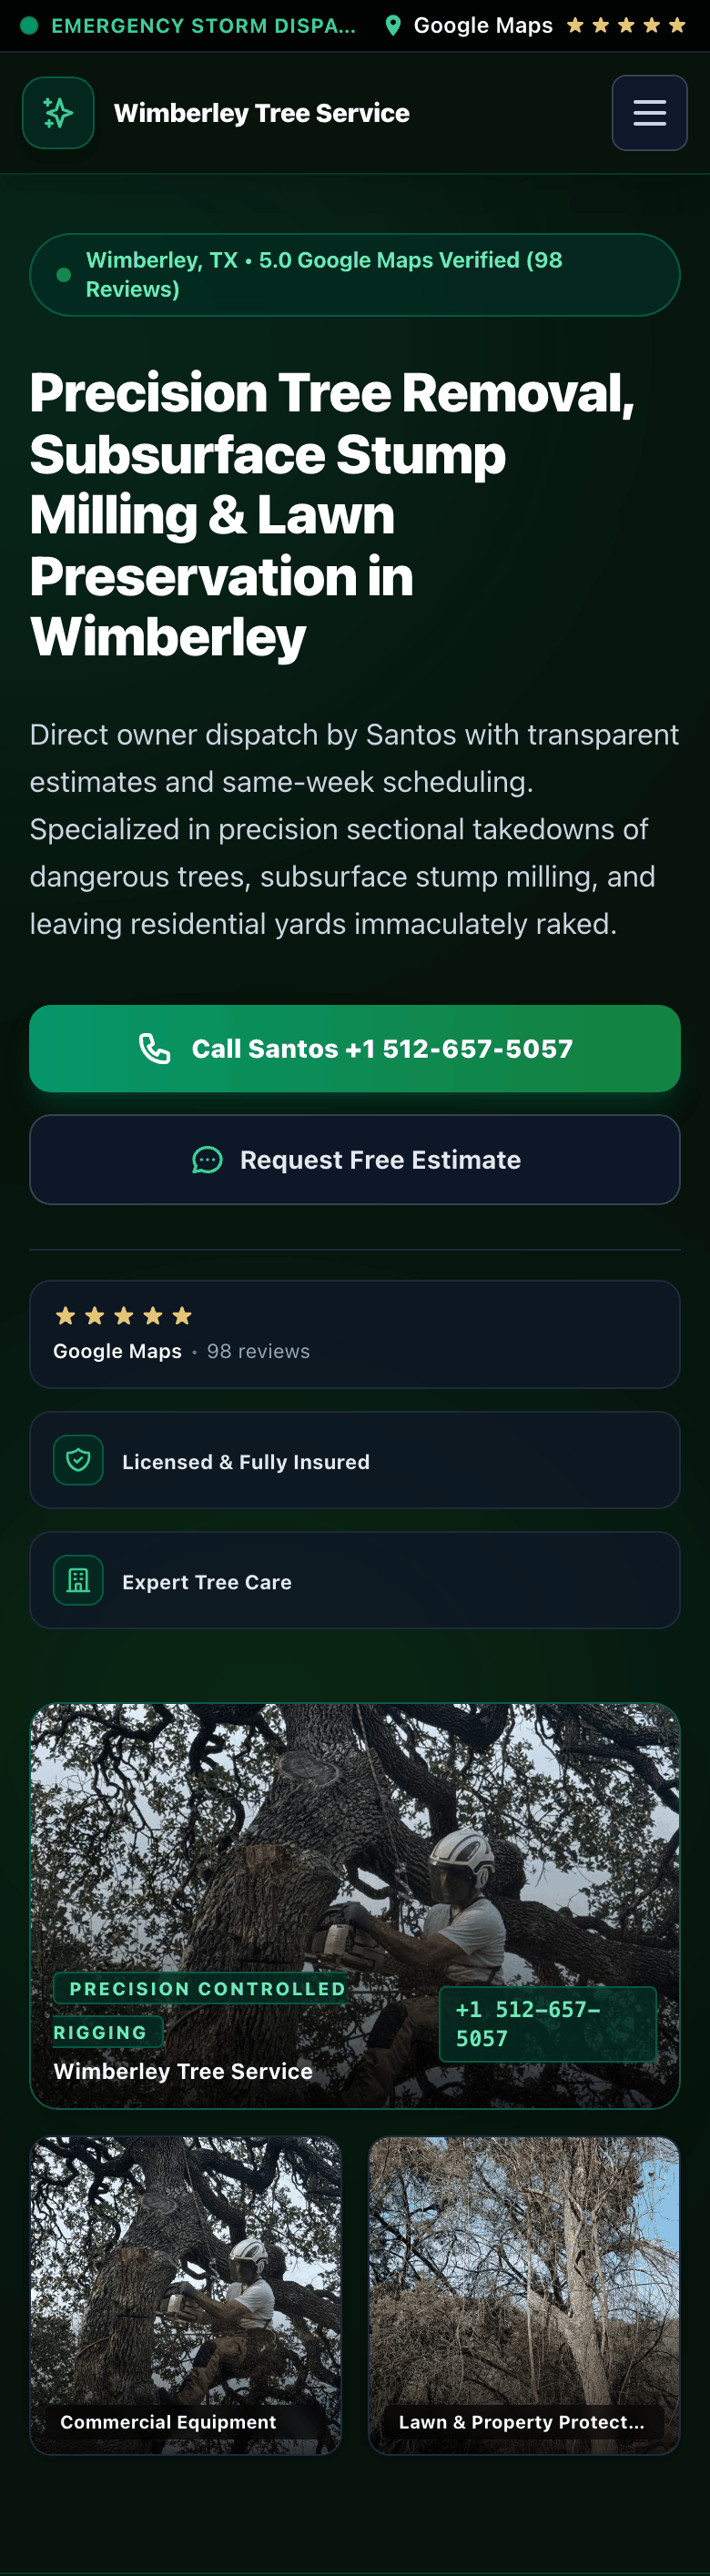 EMERGENCY STORM DISPA...
Google Maps
Wimberley Tree Service
Wimberley, TX • 5.0 Google Maps Verified (98
Reviews)
Precision Tree Removal,
Subsurface Stump
Milling & Lawn
Preservation in
Wimberley
Direct owner dispatch by Santos with transparent
estimates and same-week scheduling.
Specialized in precision sectional takedowns of
dangerous trees, subsurface stump milling, and
leaving residential yards immaculately raked.
Call Santos +1 512-657-5057
Request Free Estimate
Google Maps • 98 reviews
Licensed & Fully Insured
Expert Tree Care
PRECISION CONTROLLED
RIGGING
Wimberley Tree Service
+1 512-657-
5057
Commercial Equipment
Lawn & Property Protect...